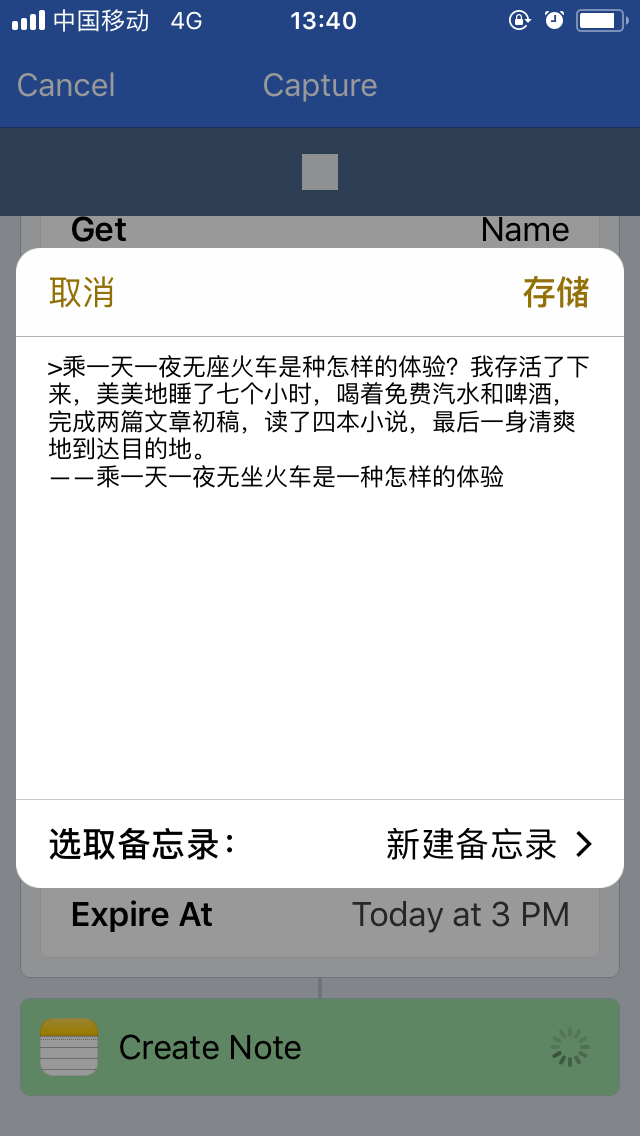 中国移动 4G 13:40
Cancel Capture
Get Name
取消 存储
>乘一天一夜无座火车是种怎样的体验？我存活了下
来，美美地睡了七个小时，喝着免费汽水和啤酒，
完成两篇文章初稿，读了四本小说，最后一身清爽
地到达目的地。
——乘一天一夜无坐火车是一种怎样的体验
选取备忘录： 新建备忘录
Expire At Today at 3 PM
Create Note